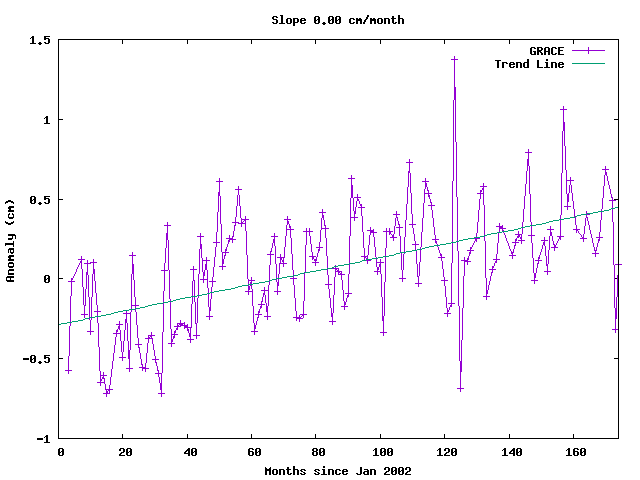 Slope 0.00 cm/month
GRACE
Trend Line
1.5
1
0.5
0
-0.5
-1
Anomaly (cm)
0 20 40 60 80 100 120 140 160
Months since Jan 2002